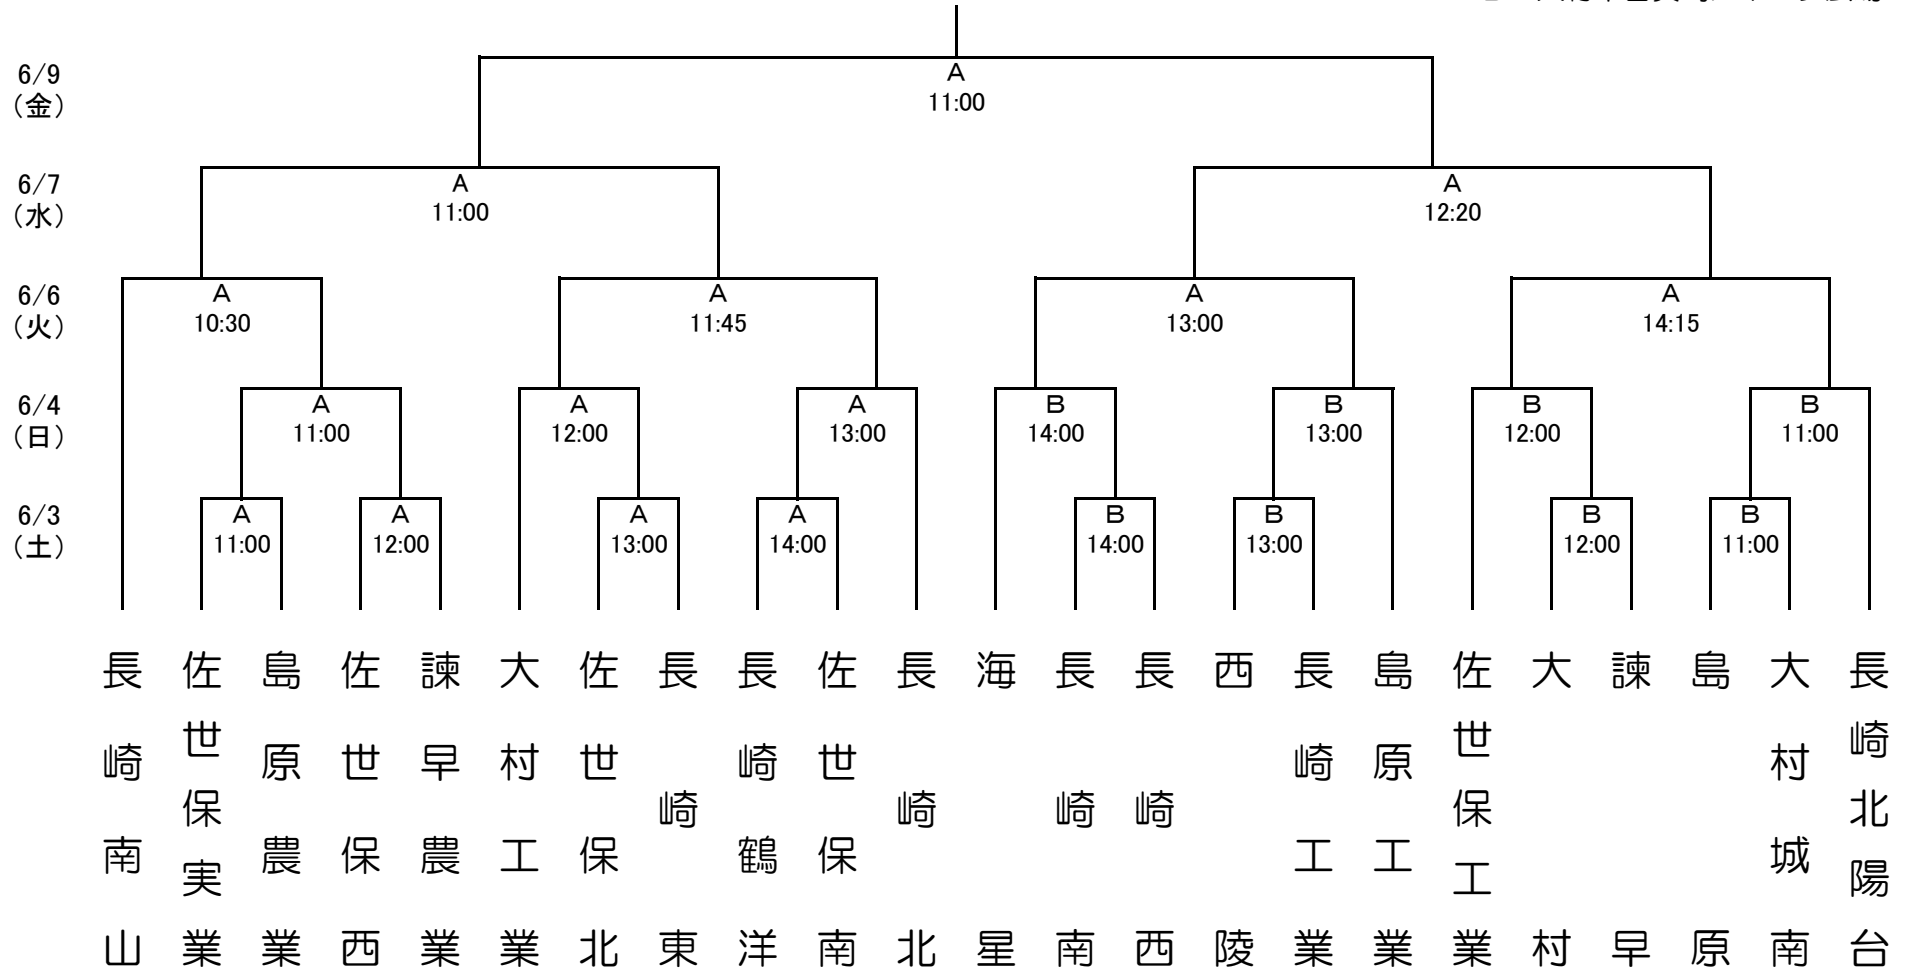 6/9
（金）
A
11:00
6/7
（水）
A
11:00
A
12:20
6/6
（火）
A
10:30
A
11:45
A
13:00
A
14:15
6/4
（日）
A
11:00
A
12:00
A
13:00
B
14:00
B
13:00
B
12:00
B
11:00
6/3
（土）
A
11:00
A
12:00
A
13:00
A
14:00
B
14:00
B
13:00
B
12:00
B
11:00
長崎南山
佐世保実業
島原農業
佐世保西
諫早農業
大村工業
佐世保北
長崎東
長崎鶴洋
佐世保南
長崎北
海星
長崎南
長崎西
西陵
長崎工業
島原工業
佐世保工業
大村
諫早
島原
大村城南
長崎北陽台